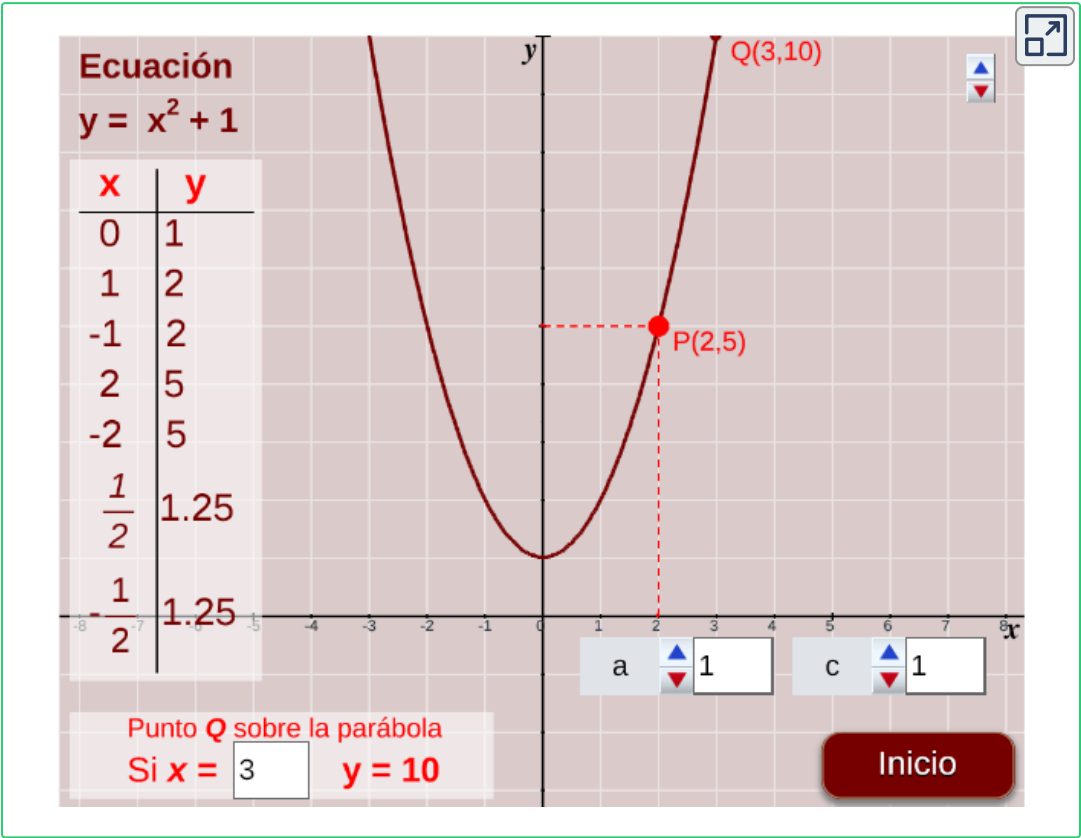 Ecuación
y = x² + 1
x y
0 1
1 2
-1 2
2 5
-2 5
1/2 1.25
-1/2 1.25
y
Q(3,10)
P(2,5)
-8 -7 -6 -5 -4 -3 -2 -1 0 1 2 3 4 5 6 7 8 x
a 1 c 1
Punto Q sobre la parábola
Si x = 3 y = 10
Inicio